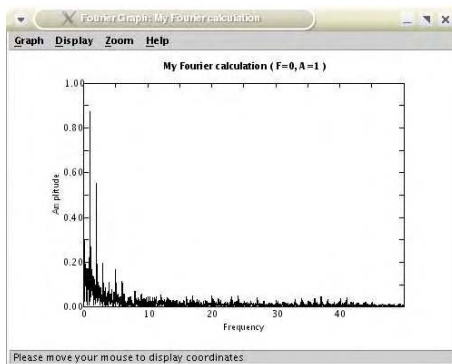 Fourier Graph: My Fourier calculation
Graph Display Zoom Help
My Fourier calculation ( F=0, A=1 )
1.00
0.80
0.60
0.40
0.20
0.00
Amplitude
0 10 20 30 40
Frequency
Please move your mouse to display coordinates